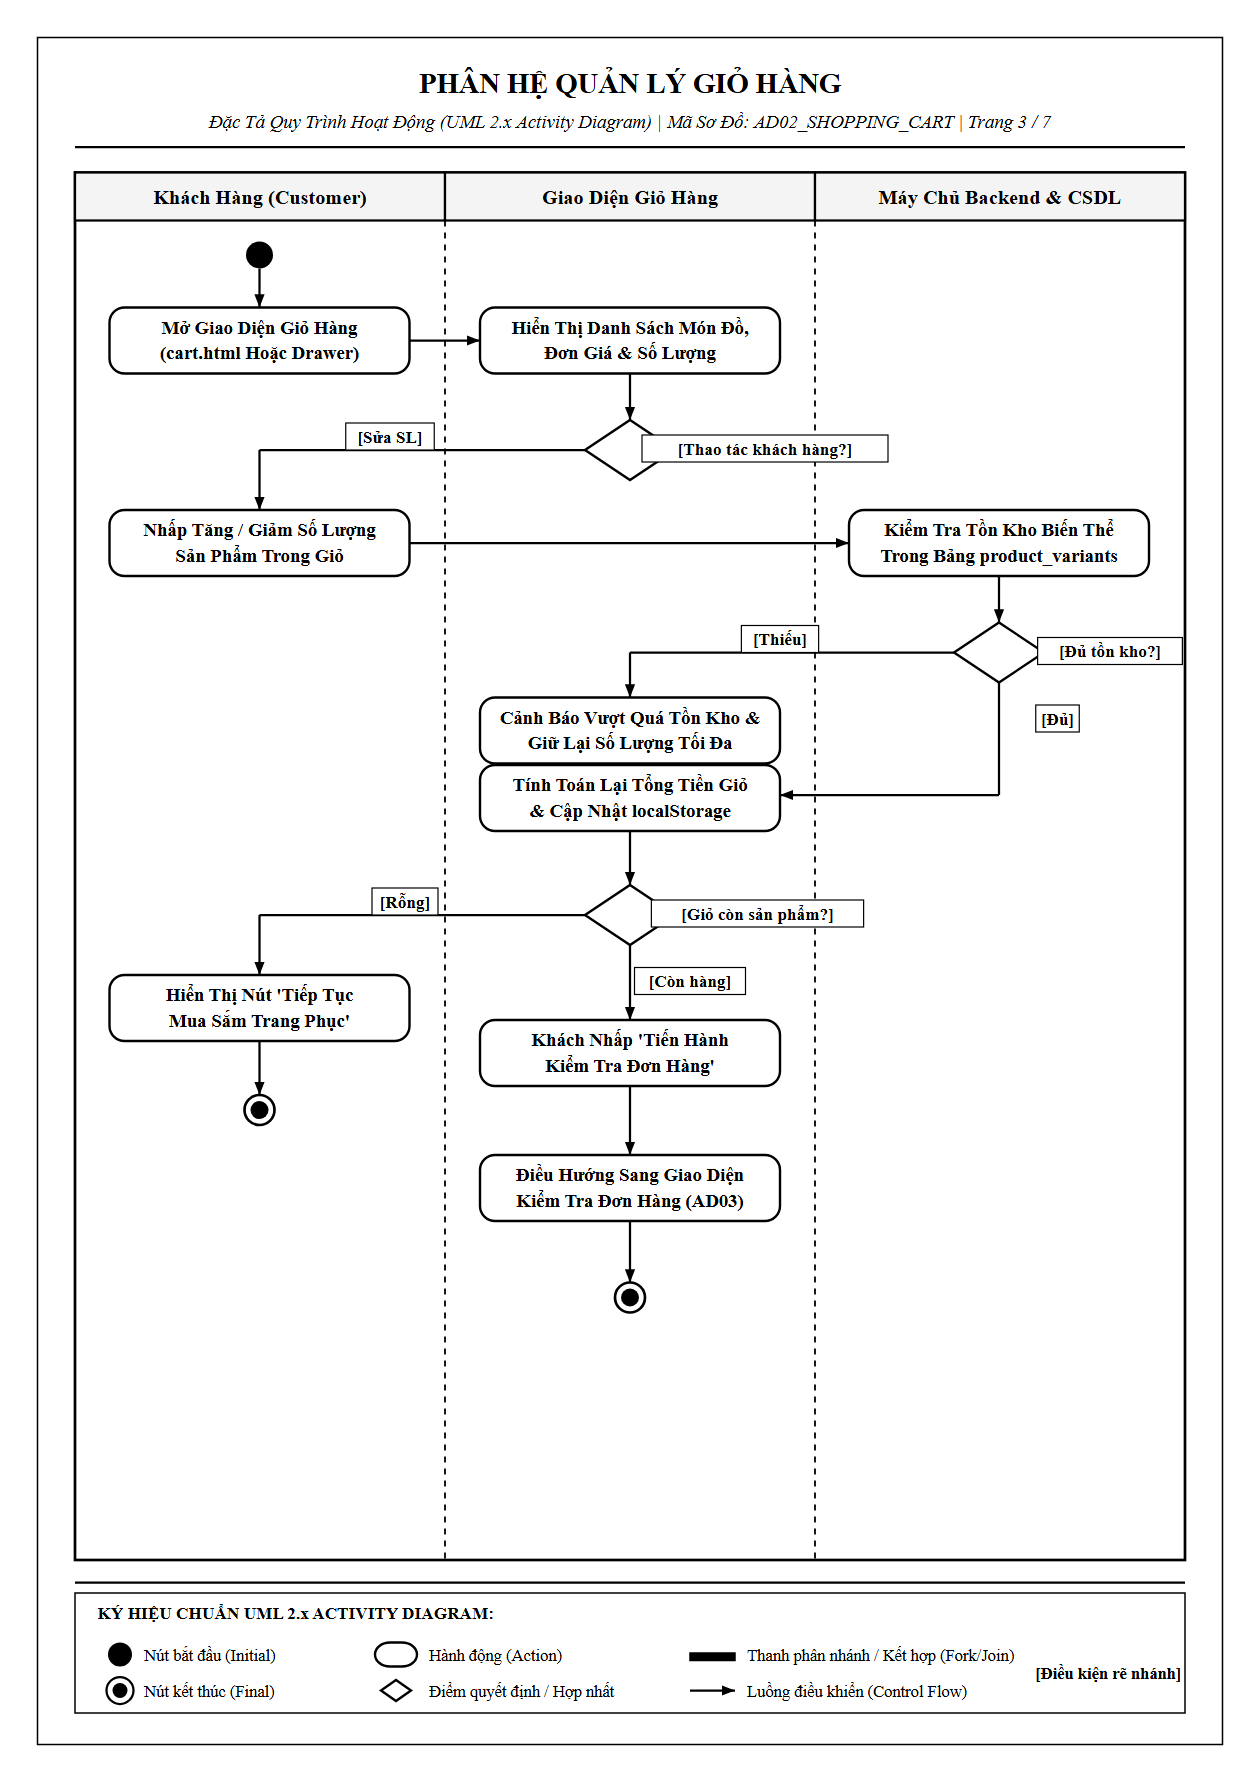 PHÂN HỆ QUẢN LÝ GIỎ HÀNG
Đặc Tả Quy Trình Hoạt Động (UML 2.x Activity Diagram) | Mã Sơ Đồ: AD02_SHOPPING_CART | Trang 3 / 7
Khách Hàng (Customer)
Giao Diện Giỏ Hàng
Máy Chủ Backend & CSDL
Mở Giao Diện Giỏ Hàng
(cart.html Hoặc Drawer)
Hiển Thị Danh Sách Món Đồ,
Đơn Giá & Số Lượng
[Sửa SL]
[Thao tác khách hàng?]
Nhấp Tăng / Giảm Số Lượng
Sản Phẩm Trong Giỏ
Kiểm Tra Tồn Kho Biến Thể
Trong Bảng product_variants
[Thiếu]
[Đủ tồn kho?]
Cảnh Báo Vượt Quá Tồn Kho &
Giữ Lại Số Lượng Tối Đa
[Đủ]
Tính Toán Lại Tổng Tiền Giỏ
& Cập Nhật localStorage
[Rỗng]
[Giỏ còn sản phẩm?]
[Còn hàng]
Hiển Thị Nút 'Tiếp Tục
Mua Sắm Trang Phục'
Khách Nhấp 'Tiến Hành
Kiểm Tra Đơn Hàng'
Điều Hướng Sang Giao Diện
Kiểm Tra Đơn Hàng (AD03)
KÝ HIỆU CHUẨN UML 2.x ACTIVITY DIAGRAM:
Nút bắt đầu (Initial)
Hành động (Action)
Thanh phân nhánh / Kết hợp (Fork/Join)
[Điều kiện rẽ nhánh]
Nút kết thúc (Final)
Điểm quyết định / Hợp nhất
Luồng điều khiển (Control Flow)